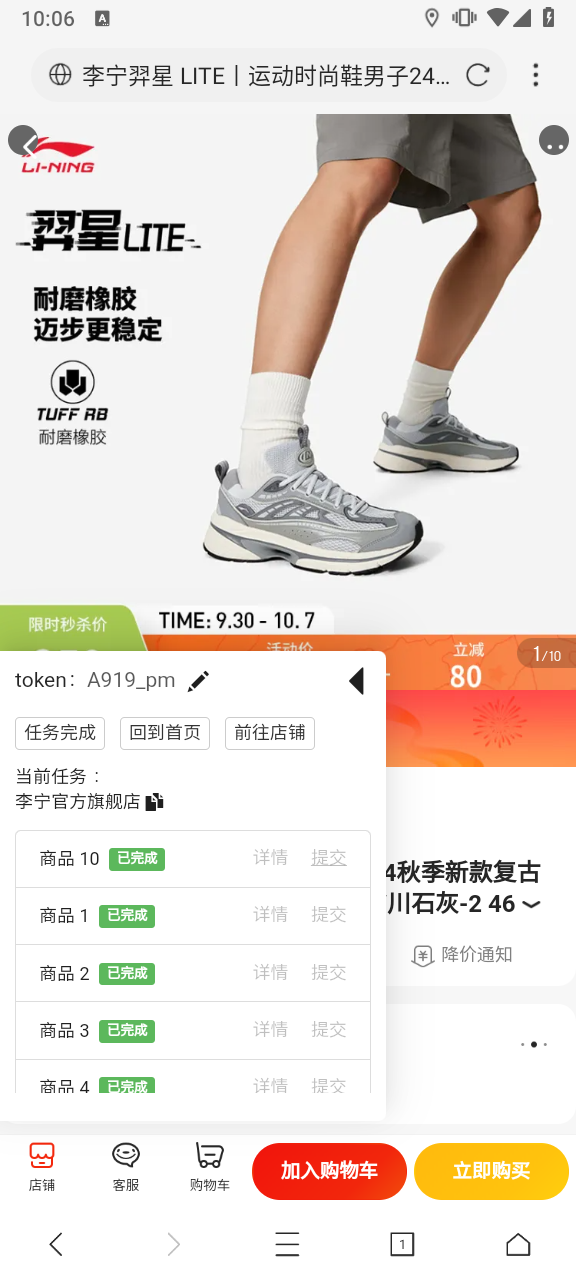 10:06
A
李宁羿星 LITE丨运动时尚鞋男子24...
LI-NING
羿星LITE
耐磨橡胶
迈步更稳定
TUFF RB
耐磨橡胶
限时秒杀价
TIME: 9.30 - 10. 7
活动价
立减
80
1/10
token： A919_pm
任务完成
回到首页
前往店铺
当前任务：
李宁官方旗舰店
商品 10 已完成 详情 提交
商品 1 已完成 详情 提交
商品 2 已完成 详情 提交
商品 3 已完成 详情 提交
商品 4 已完成 详情 提交
4秋季新款复古
川石灰-2 46
降价通知
店铺
客服
购物车
加入购物车
立即购买
1